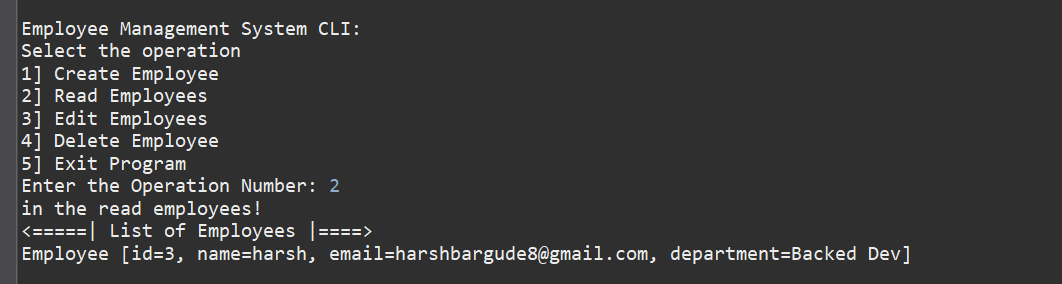 Employee Management System CLI:
Select the operation
1] Create Employee
2] Read Employees
3] Edit Employees
4] Delete Employee
5] Exit Program
Enter the Operation Number: 2
in the read employees!
<=====| List of Employees |====>
Employee [id=3, name=harsh, email=harshbargude8@gmail.com, department=Backed Dev]